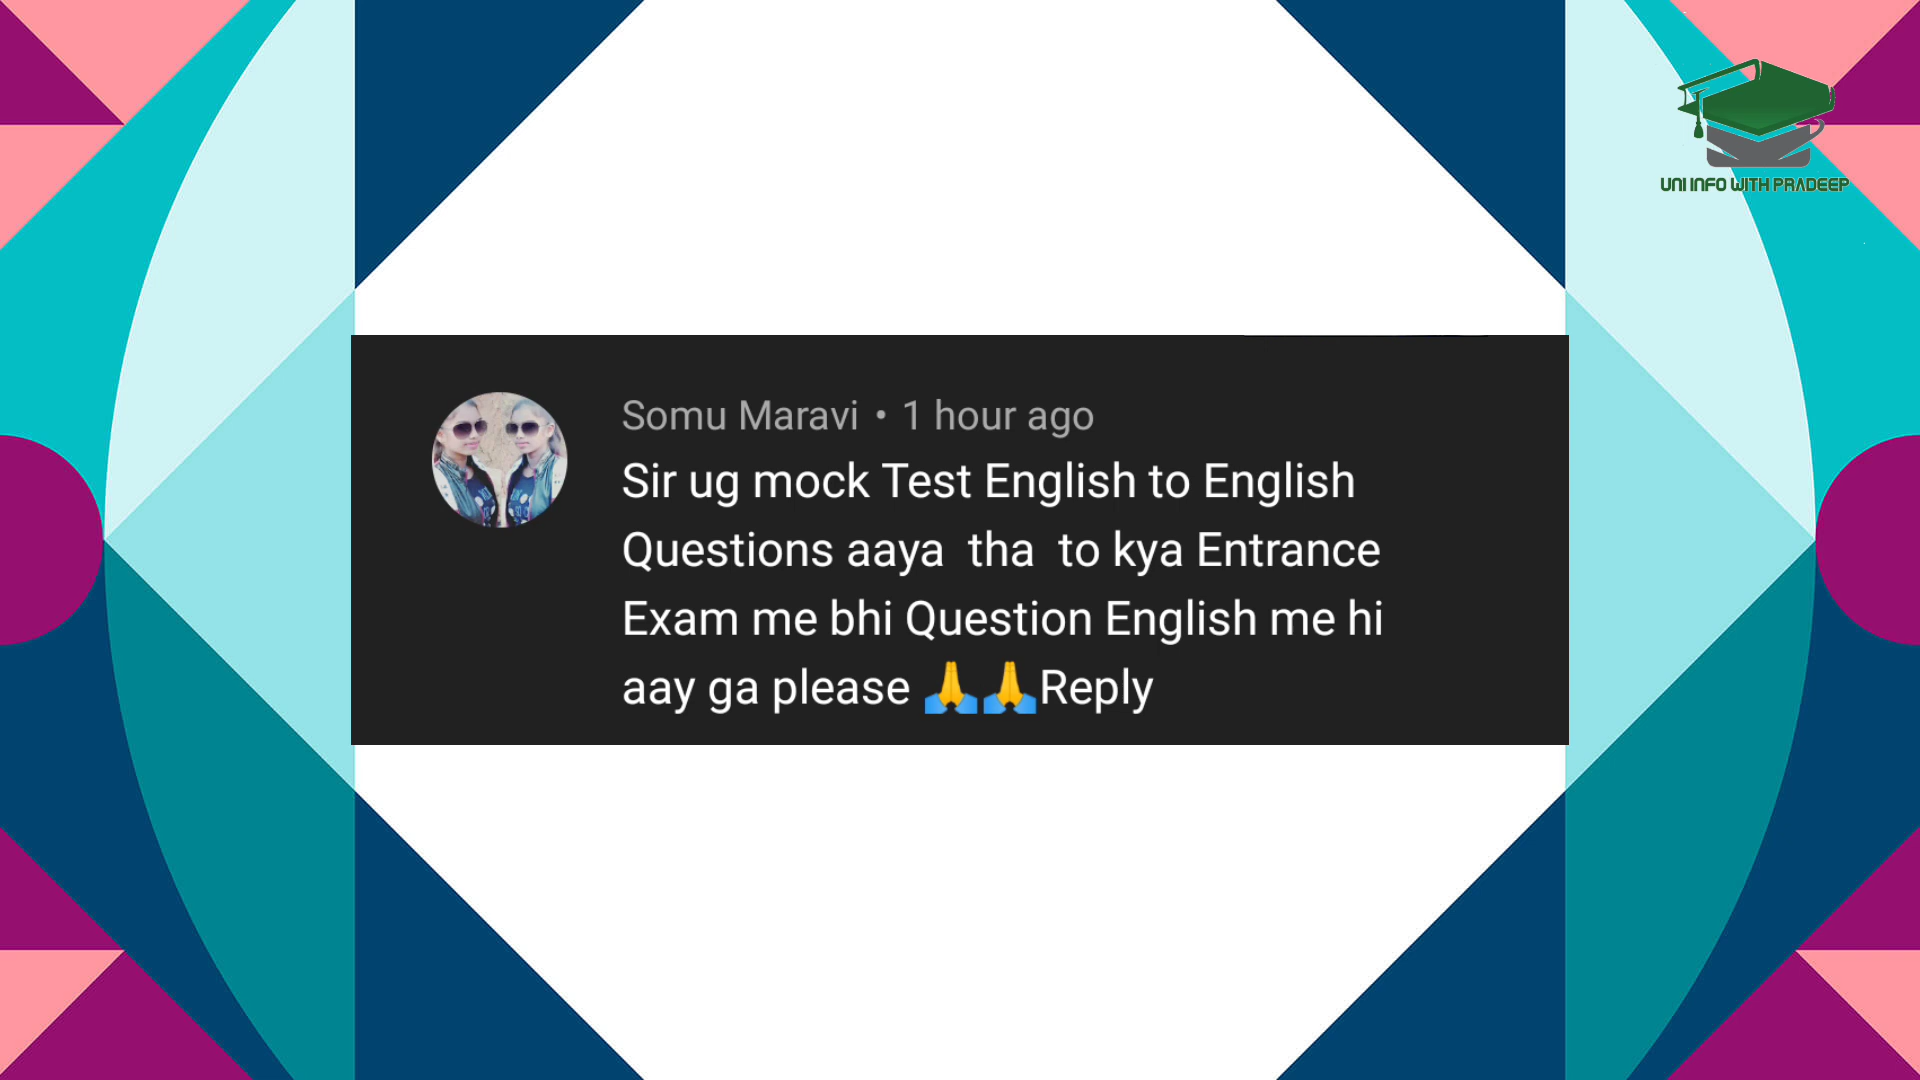 UNI INFO WITH PRADEEP
Somu Maravi • 1 hour ago
Sir ug mock Test English to English
Questions aaya tha to kya Entrance
Exam me bhi Question English me hi
aay ga please 🙏🙏Reply